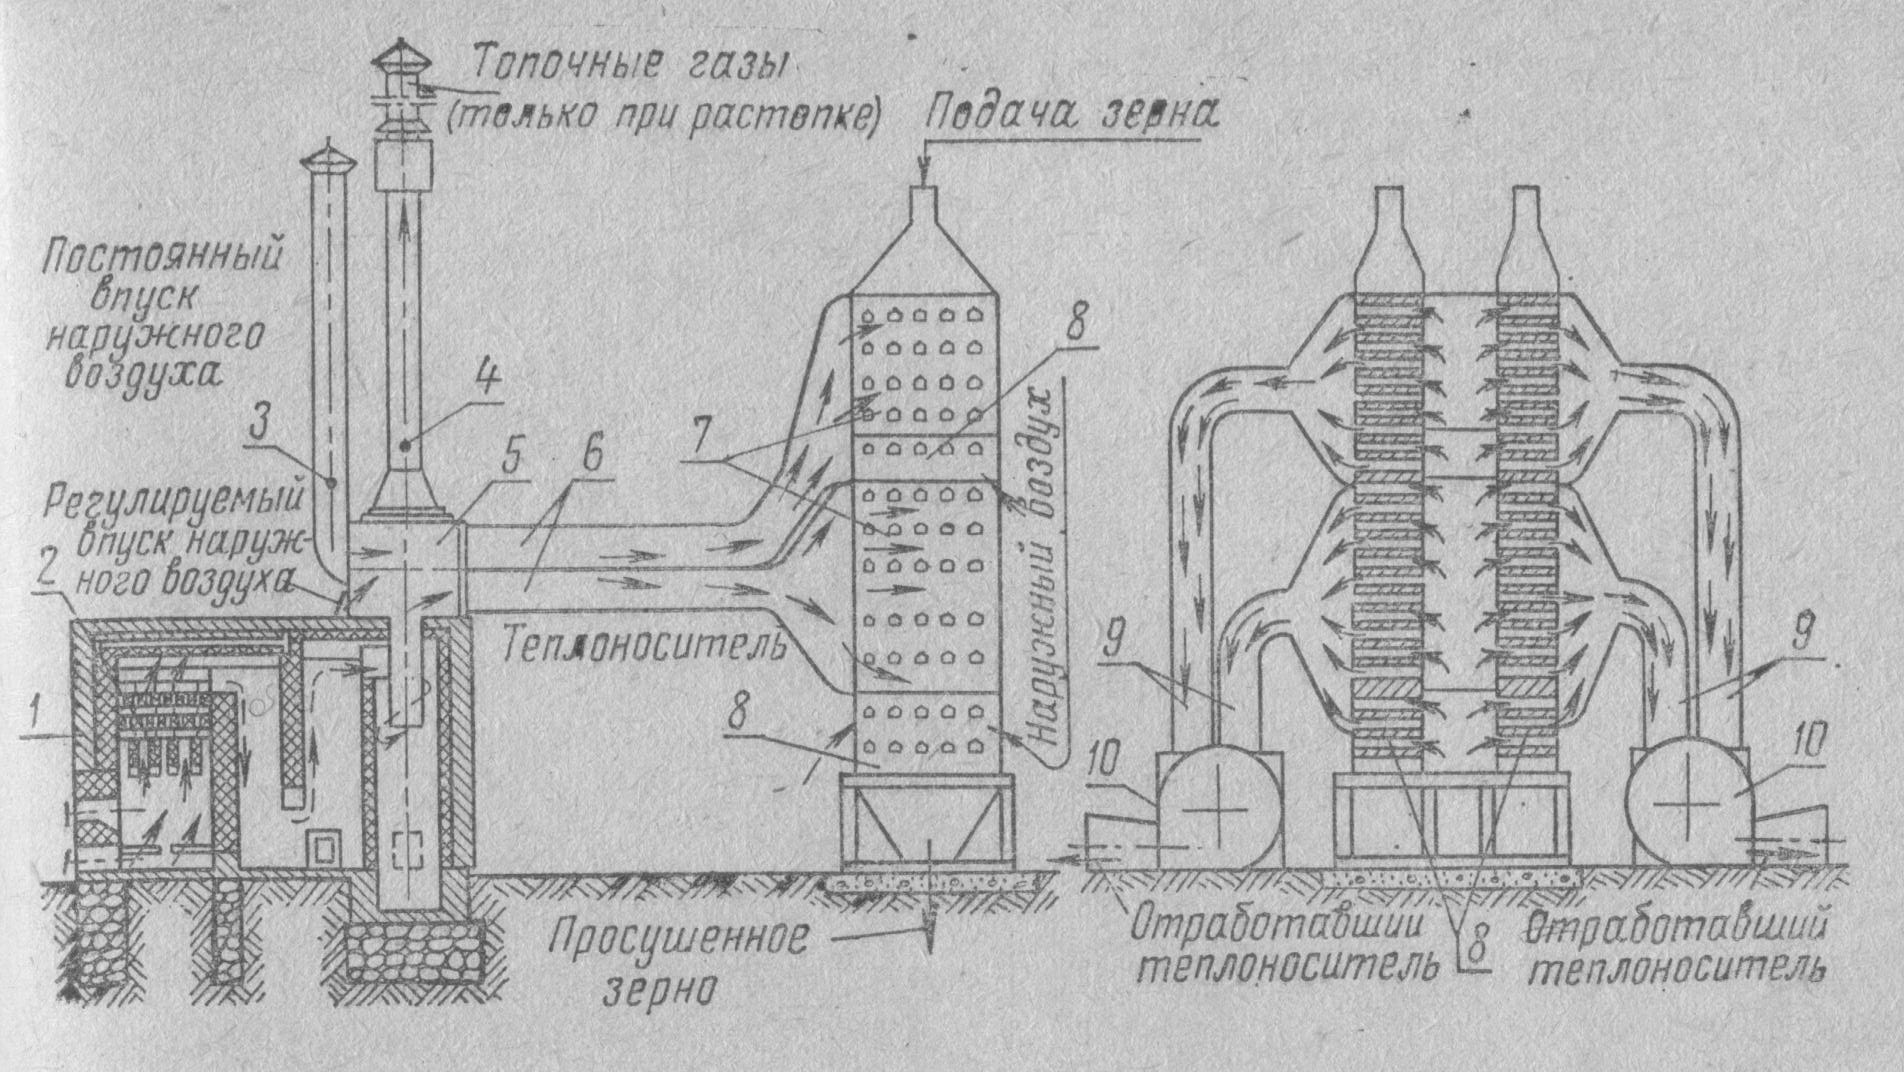 Топочные газы
(только при растопке)
Подача зерна
Постоянный
впуск
наружного
воздуха
3
4
5
6
7
8
Наружный воздух
Регулируемый
впуск наруж-
ного воздуха
2
1
Теплоноситель
8
9
9
10
10
Просушенное
зерно
Отработавший
теплоноситель
8
Отработавший
теплоноситель